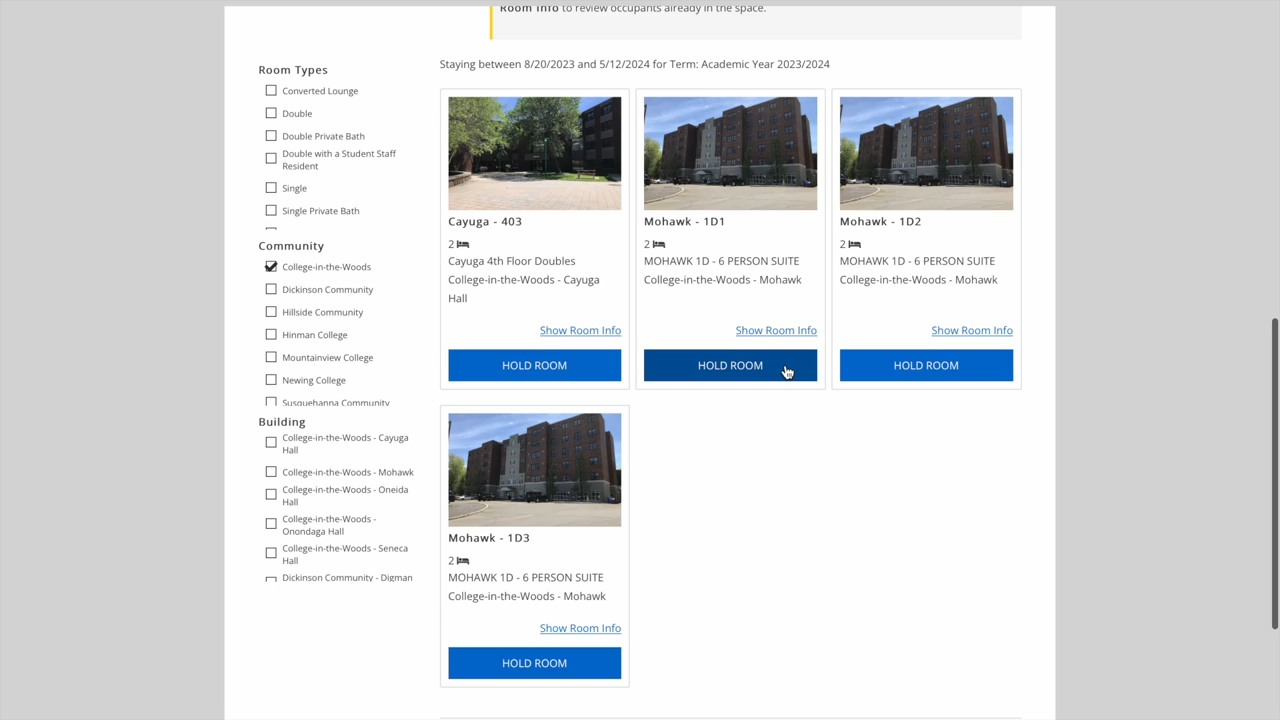 Room Info to review occupants already in the space.
Staying between 8/20/2023 and 5/12/2024 for Term: Academic Year 2023/2024
Room Types
Converted Lounge
Double
Double Private Bath
Double with a Student Staff
Resident
Single
Single Private Bath
Community
College-in-the-Woods
Dickinson Community
Hillside Community
Hinman College
Mountainview College
Newing College
Susquehanna Community
Building
College-in-the-Woods - Cayuga
Hall
College-in-the-Woods - Mohawk
College-in-the-Woods - Oneida
Hall
College-in-the-Woods -
Onondaga Hall
College-in-the-Woods - Seneca
Hall
Dickinson Community - Digman
Cayuga - 403
2
Cayuga 4th Floor Doubles
College-in-the-Woods - Cayuga
Hall
Show Room Info
HOLD ROOM
Mohawk - 1D1
2
MOHAWK 1D - 6 PERSON SUITE
College-in-the-Woods - Mohawk
Show Room Info
HOLD ROOM
Mohawk - 1D2
2
MOHAWK 1D - 6 PERSON SUITE
College-in-the-Woods - Mohawk
Show Room Info
HOLD ROOM
Mohawk - 1D3
2
MOHAWK 1D - 6 PERSON SUITE
College-in-the-Woods - Mohawk
Show Room Info
HOLD ROOM